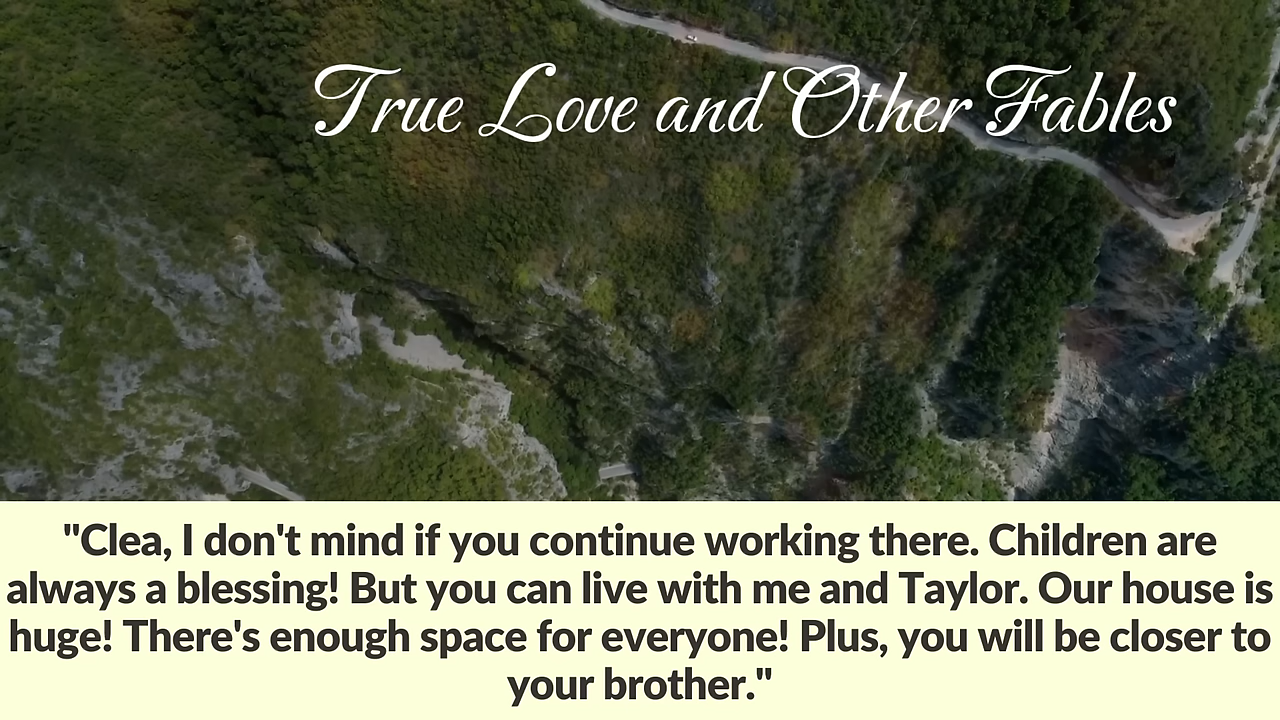 True Love and Other Fables
"Clea, I don't mind if you continue working there. Children are
always a blessing! But you can live with me and Taylor. Our house is
huge! There's enough space for everyone! Plus, you will be closer to
your brother."